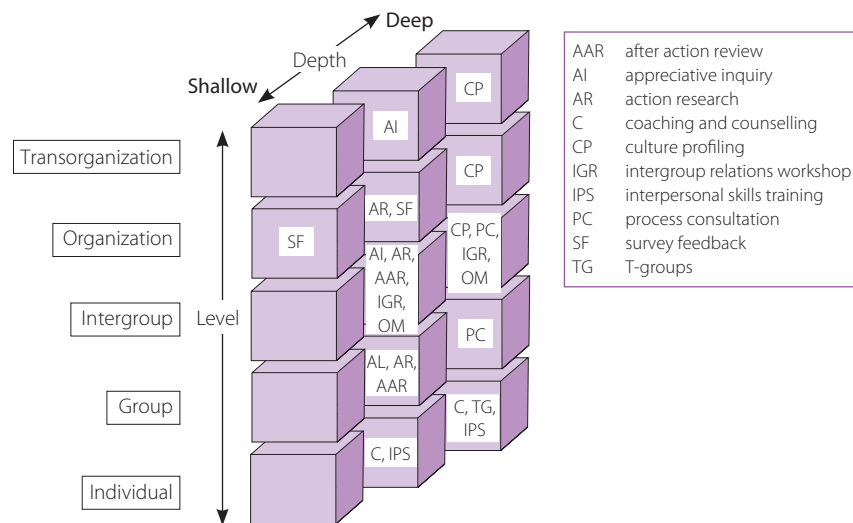 Deep
Depth
Shallow
CP
AI
Transorganization
CP
AR, SF
Organization
SF
CP, PC,
IGR,
OM
AI, AR,
AAR,
IGR,
OM
Intergroup
Level
PC
AL, AR,
AAR
Group
C, TG,
IPS
C, IPS
Individual
AAR after action review
AI appreciative inquiry
AR action research
C coaching and counselling
CP culture profiling
IGR intergroup relations workshop
IPS interpersonal skills training
PC process consultation
SF survey feedback
TG T-groups